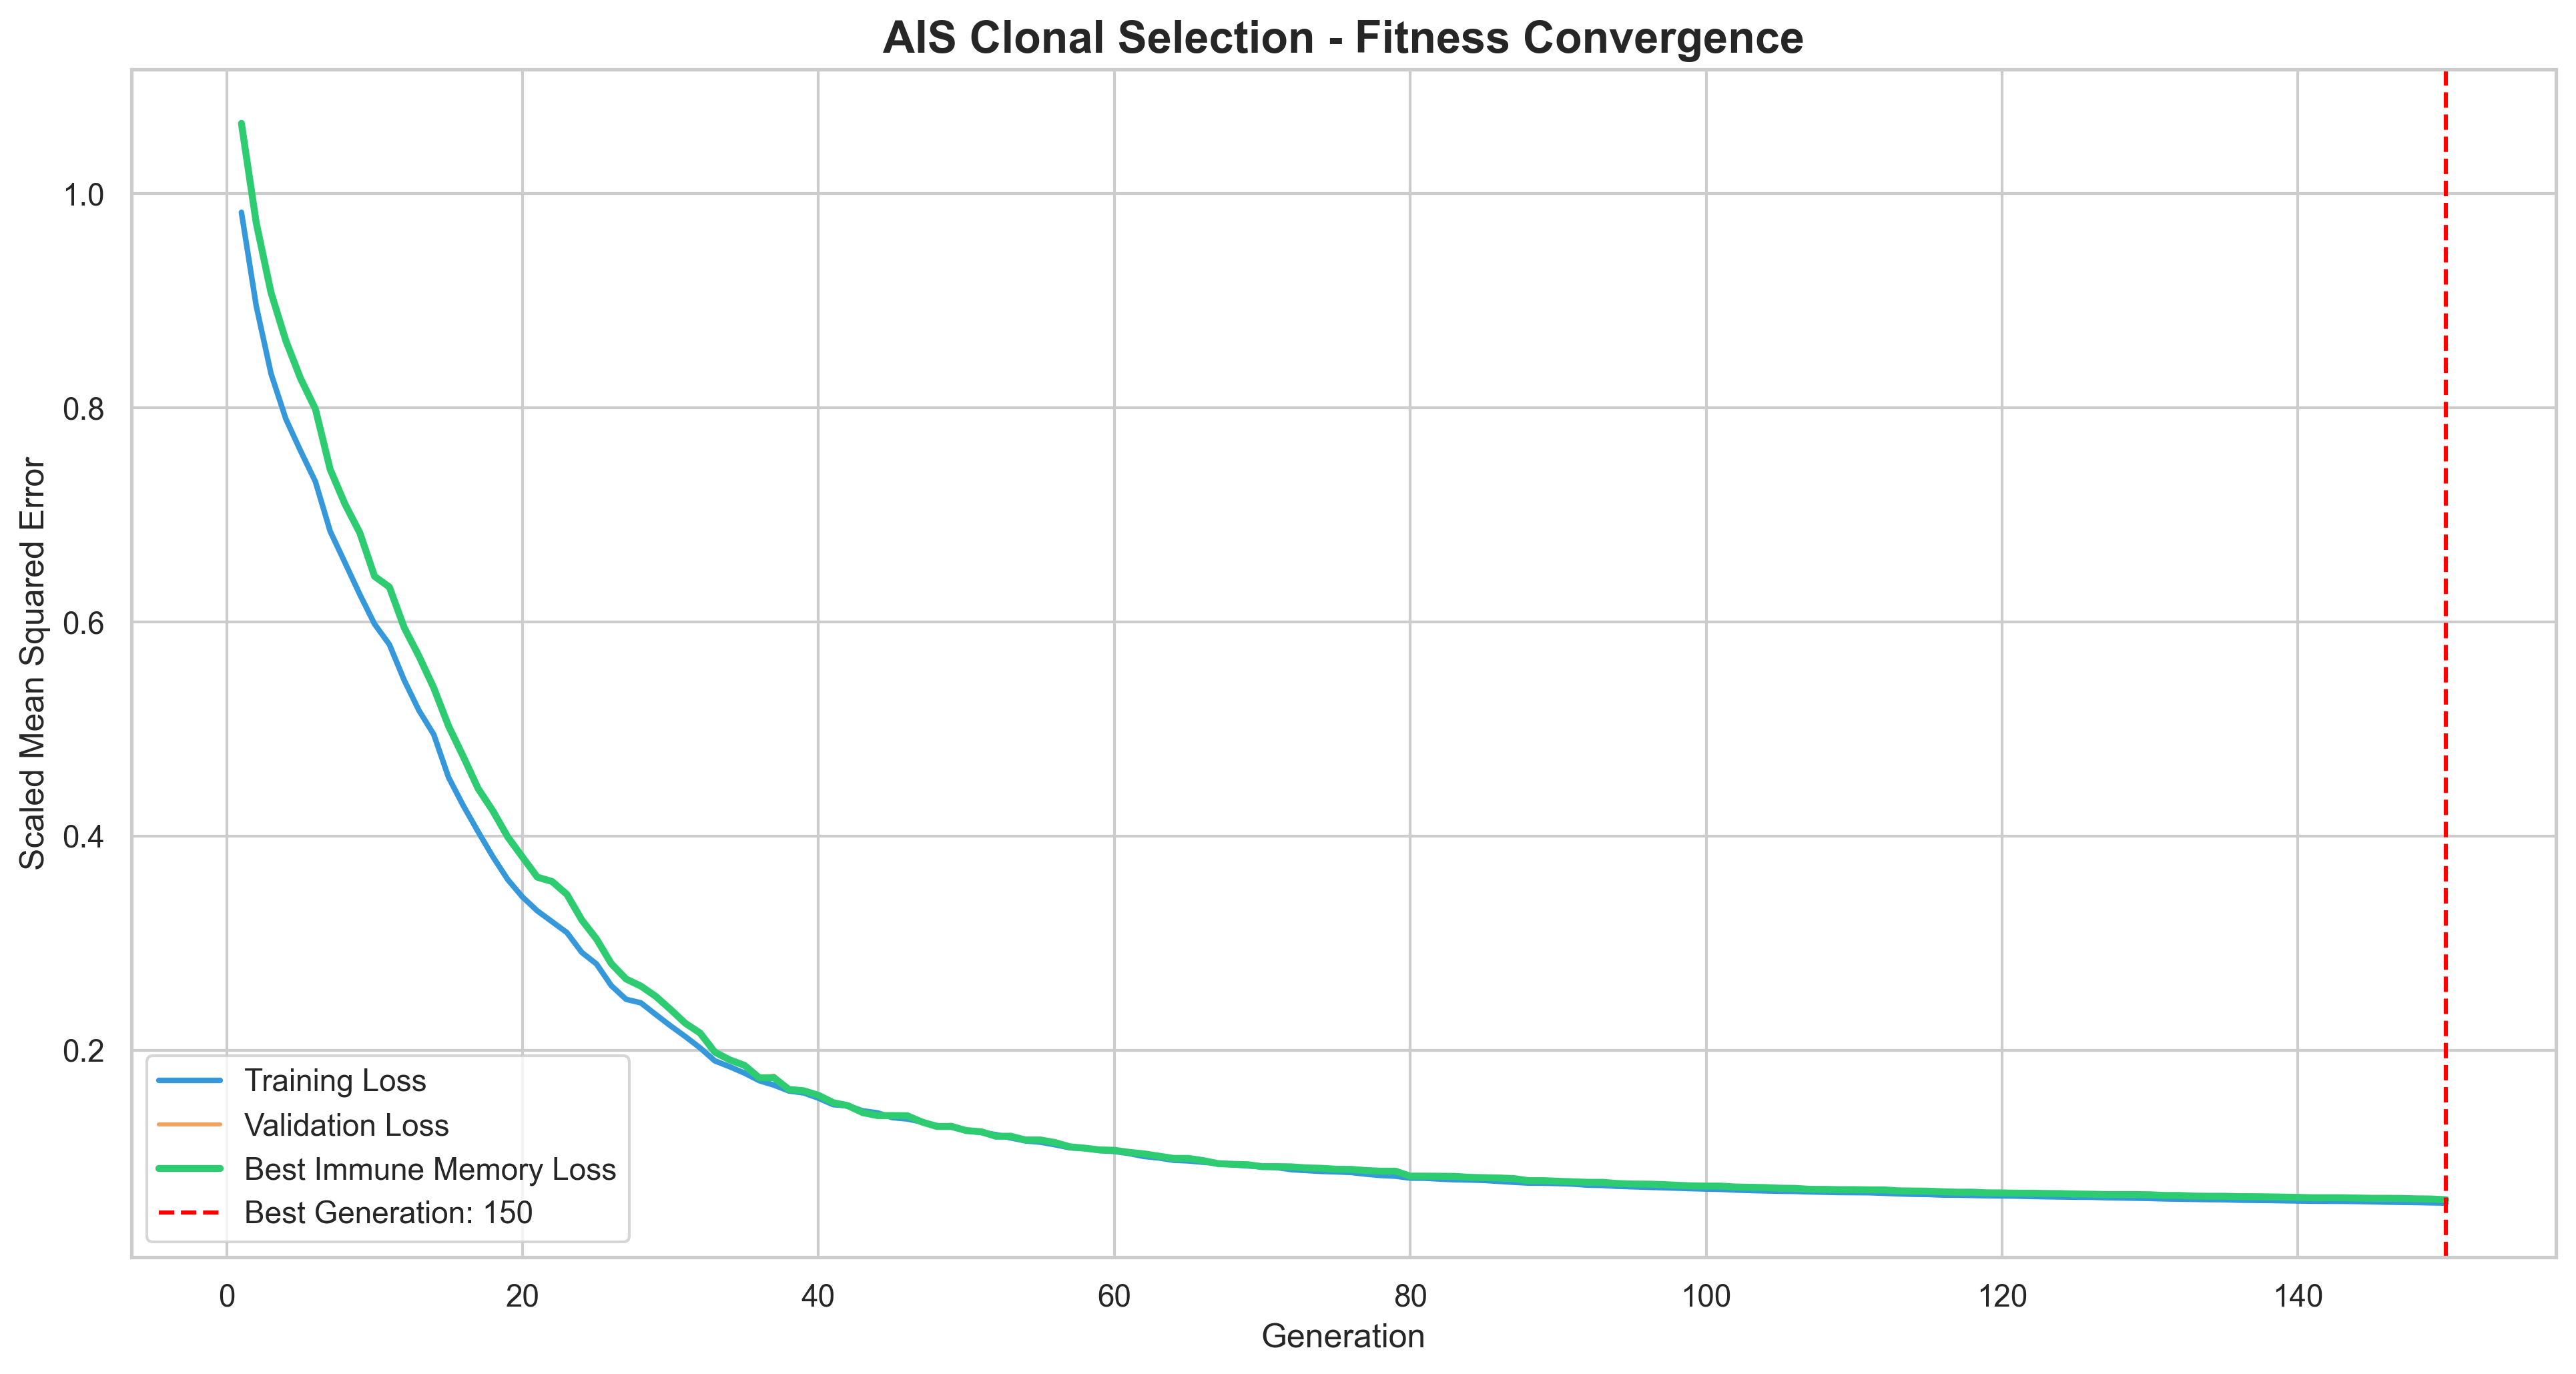 AIS Clonal Selection - Fitness Convergence
Scaled Mean Squared Error
1.0
0.8
0.6
0.4
0.2
Training Loss
Validation Loss
Best Immune Memory Loss
Best Generation: 150
0 20 40 60 80 100 120 140
Generation